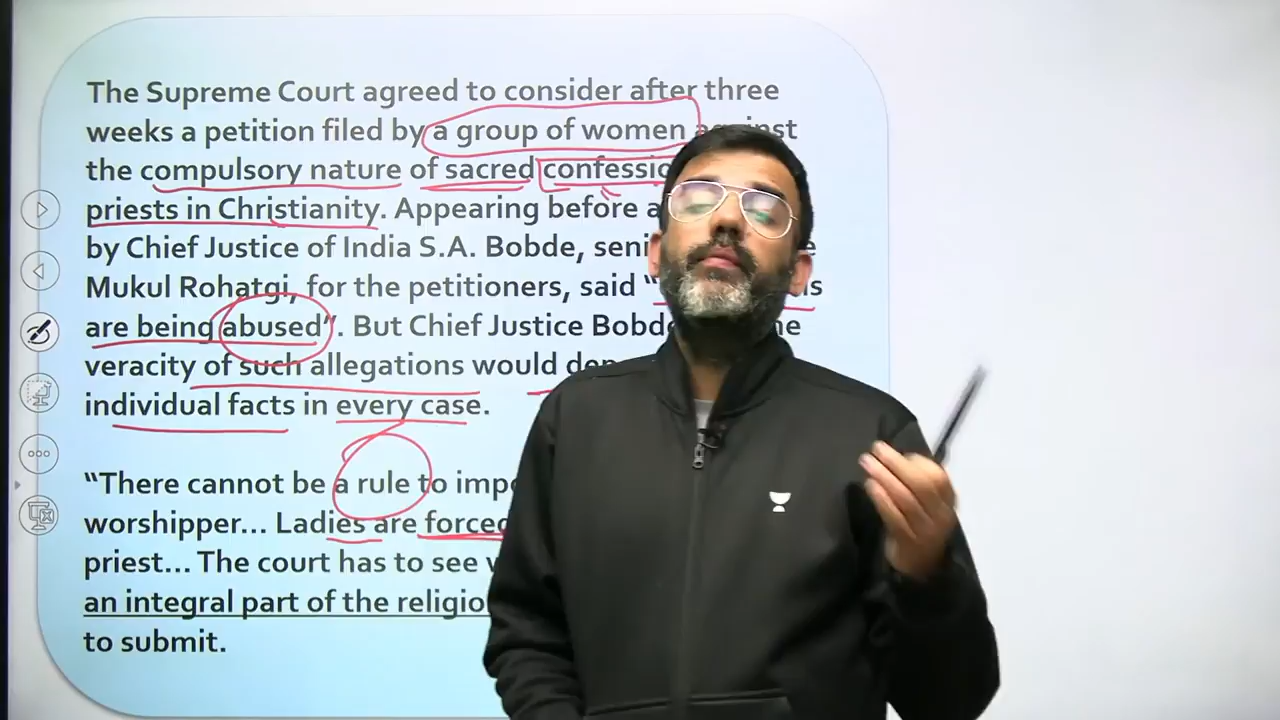 The Supreme Court agreed to consider after three
weeks a petition filed by a group of women against
the compulsory nature of sacred
priests in Christianity. Appearing before a
by Chief Justice of India S.A. Bobde,
Mukul Rohatgi, for the petitioners, said “
are being abused”. But Chief Justice
veracity of such allegations would
individual facts in every case.
“There cannot be a rule to
worshipper... Ladies are forced
priest... The court has to see
an integral part of the
to submit.